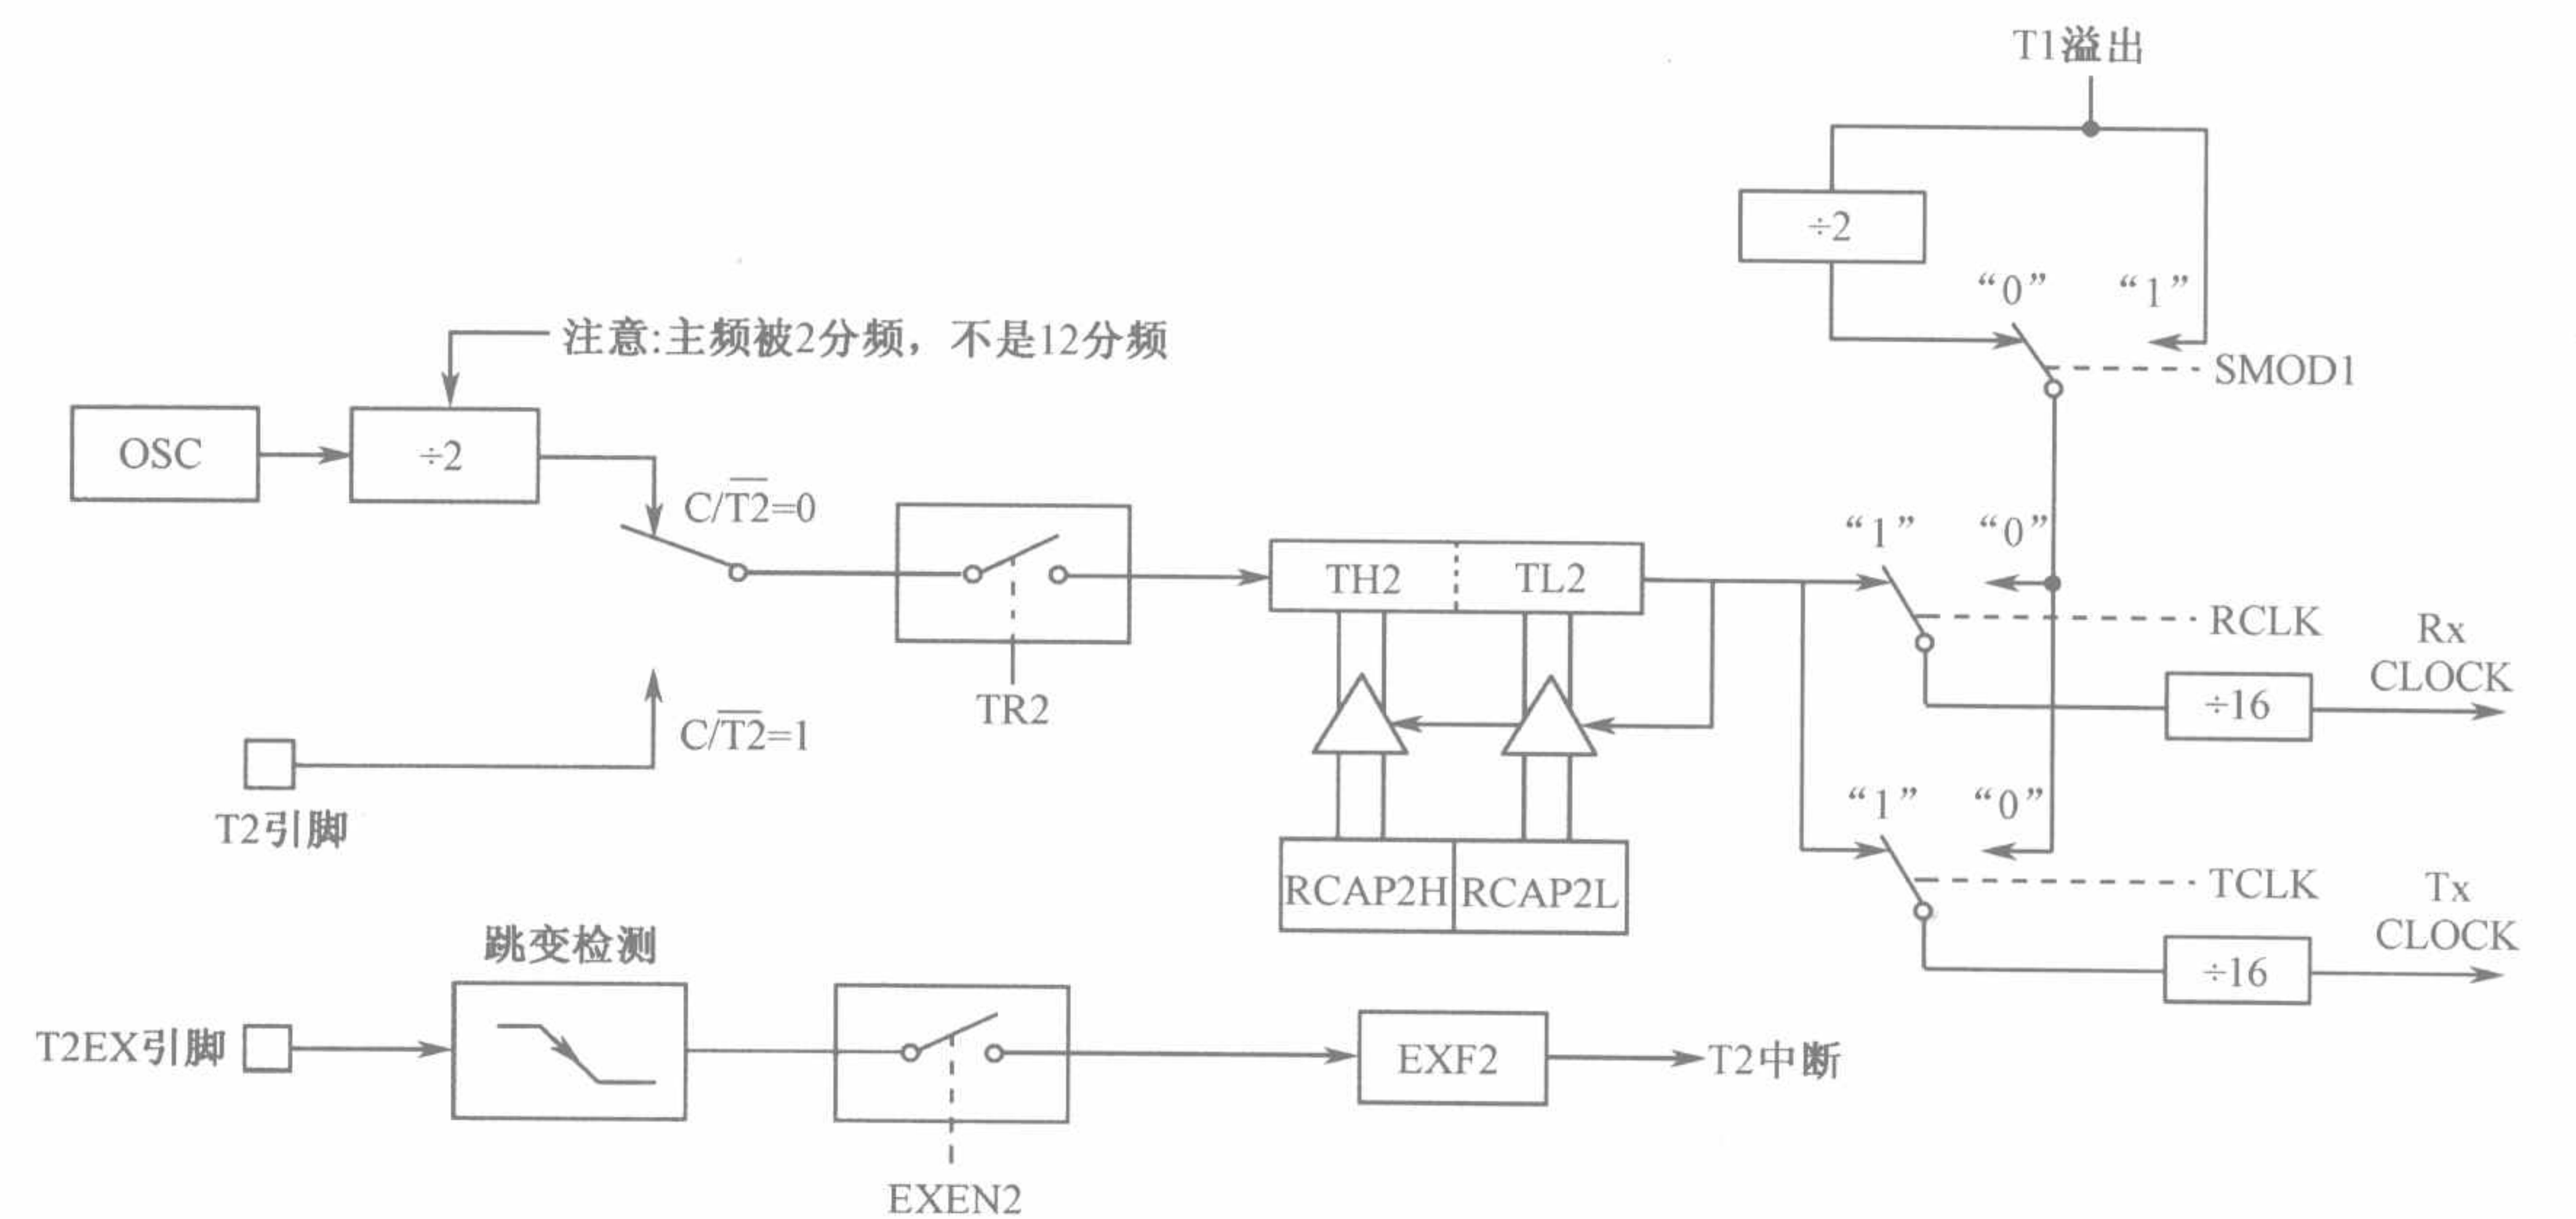 T1溢出
÷2
“0”
“1”
SMOD1
注意:主频被2分频，不是12分频
OSC
÷2
C/T2=0
TR2
C/T2=1
T2引脚
TH2
TL2
RCAP2H
RCAP2L
“1”
“0”
RCLK
Rx
CLOCK
÷16
“1”
“0”
TCLK
Tx
CLOCK
÷16
跳变检测
T2EX引脚
EXEN2
EXF2
T2中断